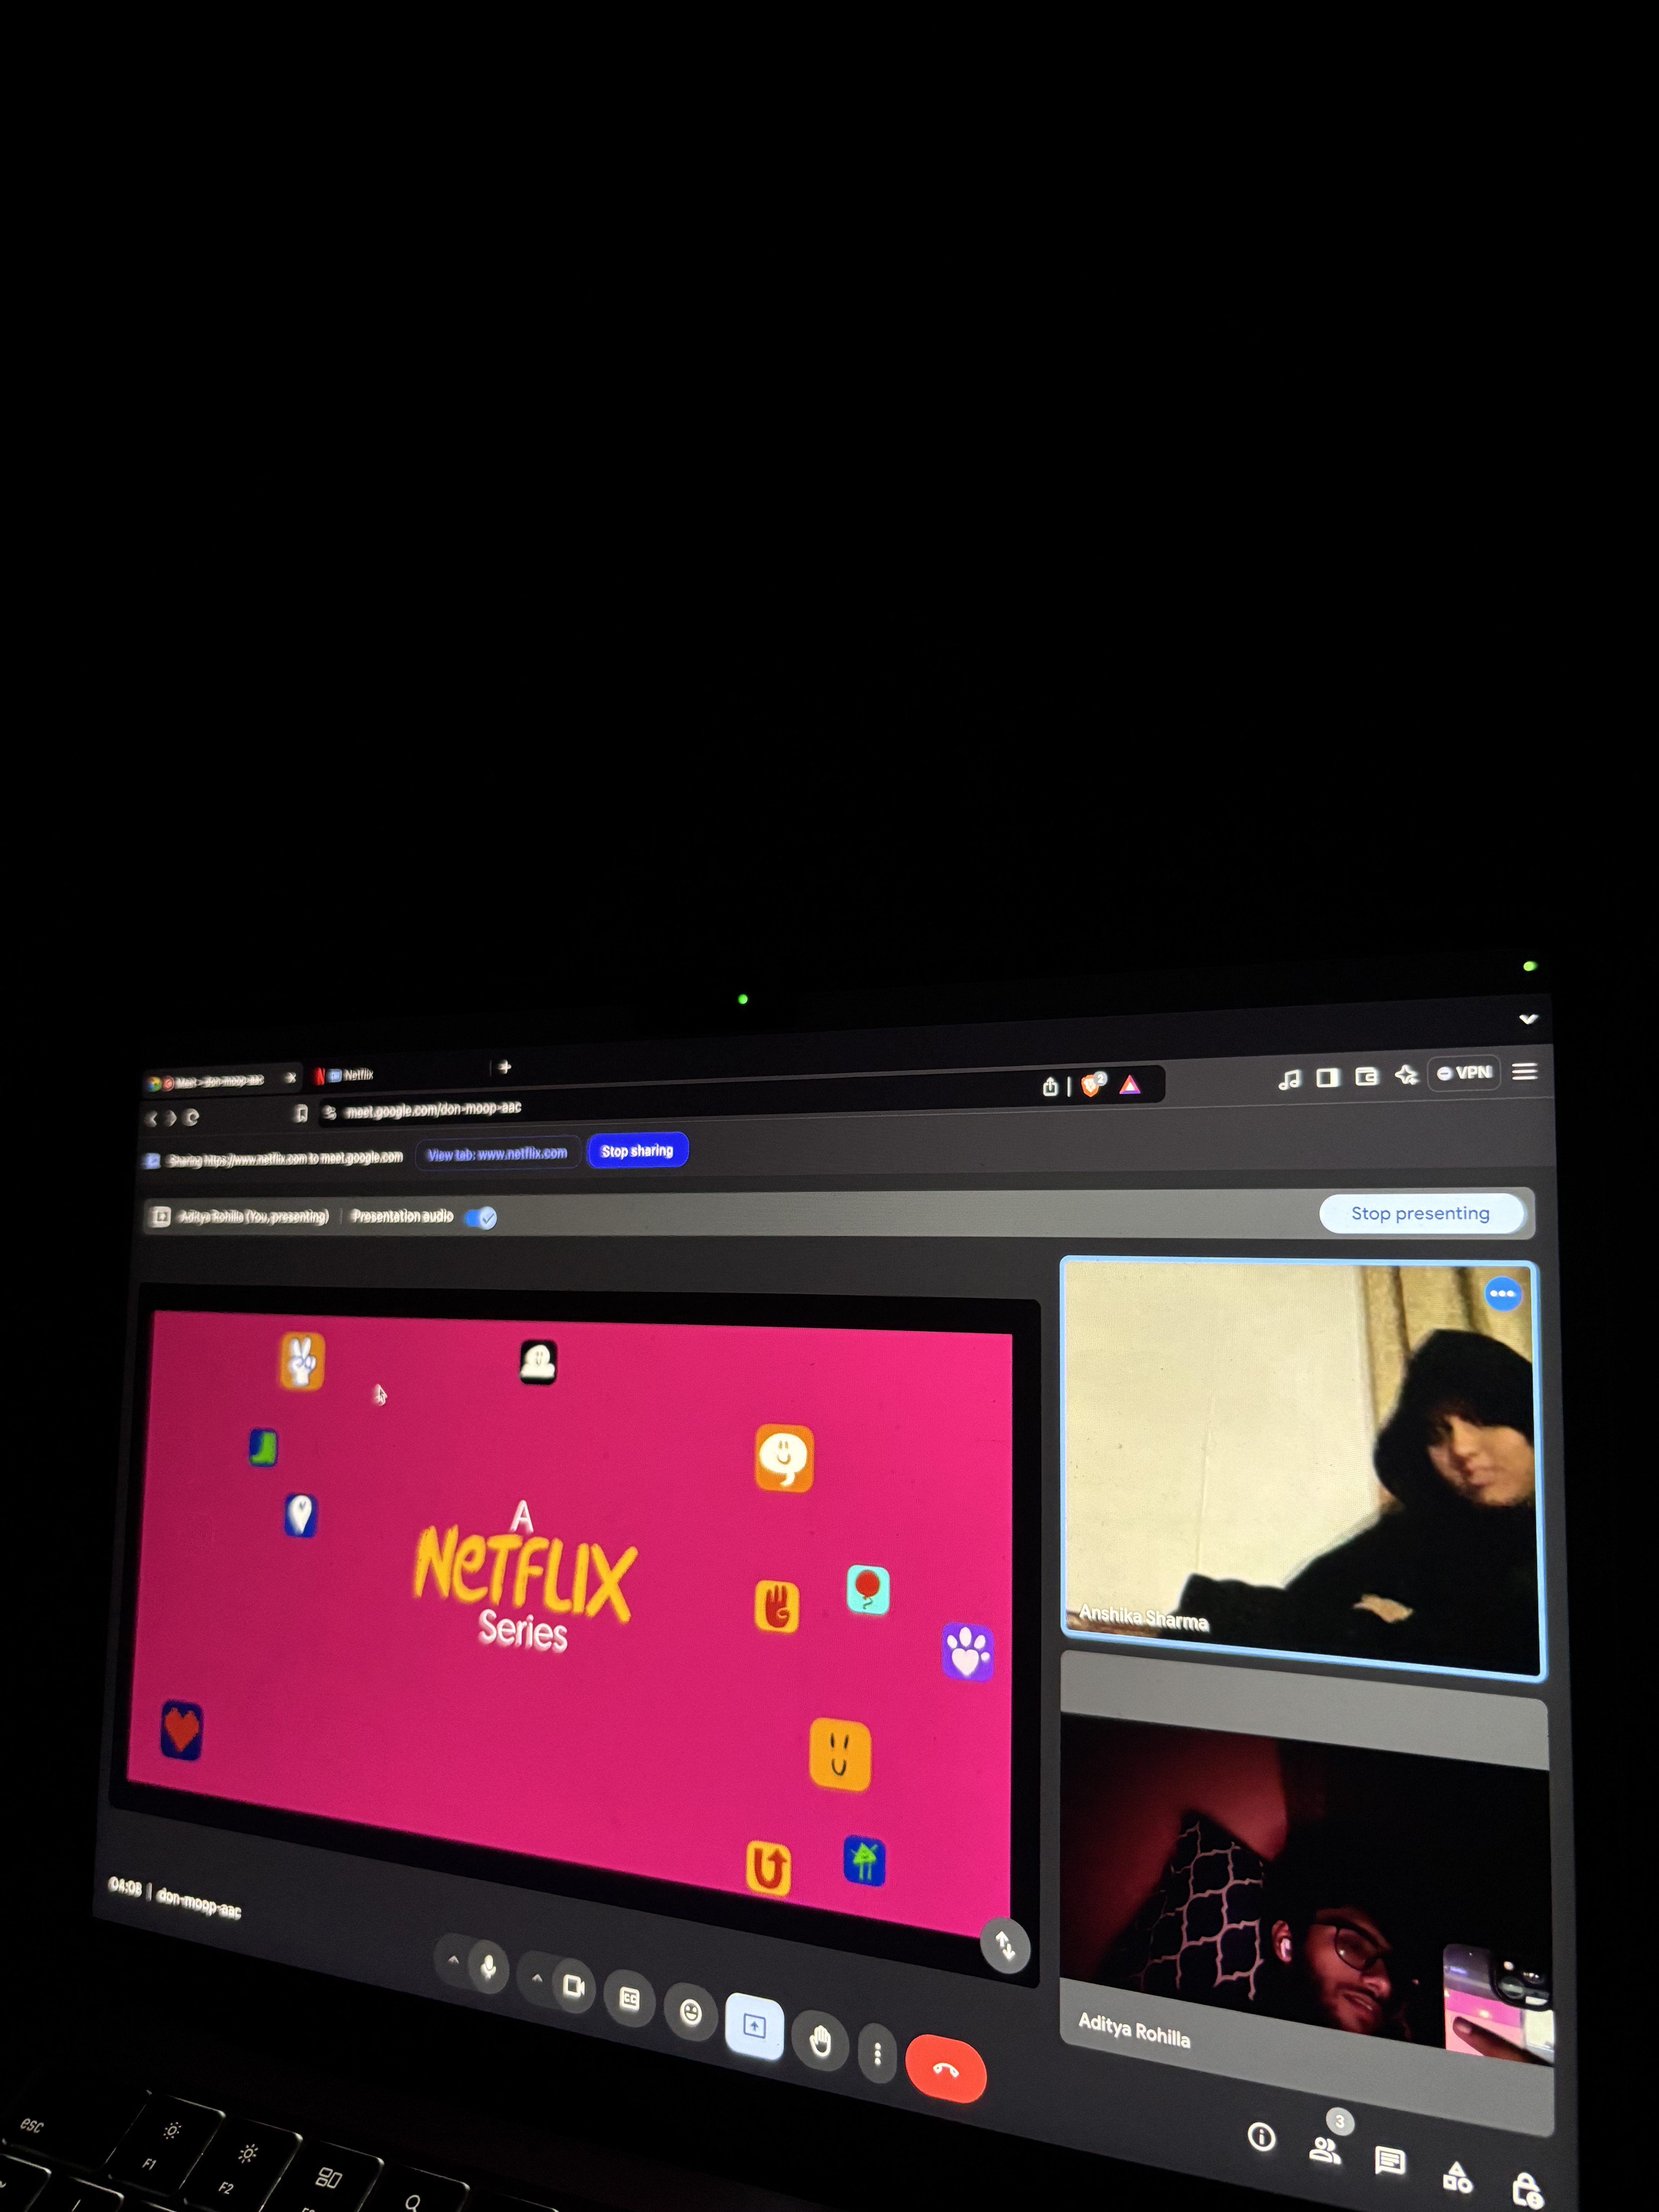 Meet - don-moop-aac
Netflix
meet.google.com/don-moop-aac
2
VPN
Sharing https://www.netflix.com to meet.google.com
View tab: www.netflix.com
Stop sharing
Aditya Rohilla (You, presenting)
Presentation audio
Stop presenting
A
NETFLIX
Series
Anshika Sharma
Aditya Rohilla
04:08 | don-moop-aac
CC
3
esc
F1
F2